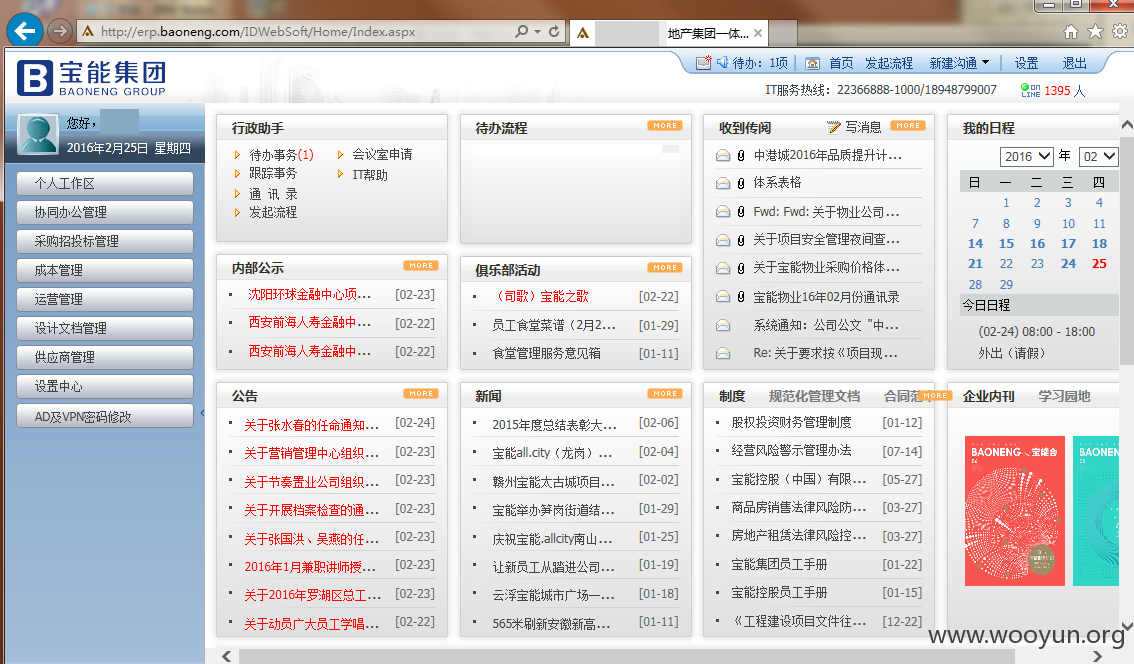 http://erp.baoneng.com/IDWebSoft/Home/Index.aspx
地产集团一体...
宝能集团
BAONENG GROUP
待办: 1项 首页 发起流程 新建沟通 设置 退出
IT服务热线: 22366888-1000/18948799007
ON LINE 1395 人
您好,
2016年2月25日 星期四
个人工作区
协同办公管理
采购招投标管理
成本管理
运营管理
设计文档管理
供应商管理
设置中心
AD及VPN密码修改
行政助手
待办事务(1) 会议室申请
跟踪事务 IT帮助
通 讯 录
发起流程
待办流程 MORE
收到传阅 写消息 MORE
中港城2016年品质提升计...
体系表格
Fwd: Fwd: 关于物业公司...
关于项目安全管理夜间查...
关于宝能物业采购价格体...
宝能物业16年02月份通讯录
系统通知: 公司公文 "中...
Re: 关于要求按《项目现...
我的日程
2016 年 02
日 一 二 三 四
1 2 3 4
7 8 9 10 11
14 15 16 17 18
21 22 23 24 25
28 29
今日日程
(02-24) 08:00 - 18:00
外出（请假）
内部公示 MORE
沈阳环球金融中心项... [02-23]
西安前海人寿金融中... [02-22]
西安前海人寿金融中... [02-22]
俱乐部活动 MORE
（司歌）宝能之歌 [02-22]
员工食堂菜谱（2月2... [01-29]
食堂管理服务意见箱 [01-11]
公告 MORE
关于张水春的任命通知... [02-24]
关于营销管理中心组织... [02-23]
关于节奏置业公司组织... [02-23]
关于开展档案检查的通... [02-23]
关于张国洪、吴燕的任... [02-23]
2016年1月兼职讲师授... [02-23]
关于2016年罗湖区总工... [02-23]
关于动员广大员工学唱... [02-22]
新闻 MORE
2015年度总结表彰大... [02-06]
宝能all.city（龙岗）... [02-04]
赣州宝能太古城项目... [02-02]
宝能举办笋岗街道结... [01-29]
庆祝宝能.allcity南山... [01-25]
让新员工从踏进公司... [01-19]
云浮宝能城市广场一... [01-18]
565米刷新安徽新高... [01-11]
制度 规范化管理文档 合同范 MORE
股权投资财务管理制度 [01-12]
经营风险警示管理办法 [07-14]
宝能控股（中国）有限... [05-27]
商品房销售法律风险防... [03-27]
房地产租赁法律风险控... [03-27]
宝能集团员工手册 [01-22]
宝能控股员工手册 [01-15]
《工程建设项目文件往... [12-22]
企业内刊 学习园地
BAONENG 宝能会
BAONEN
www.wooyun.org